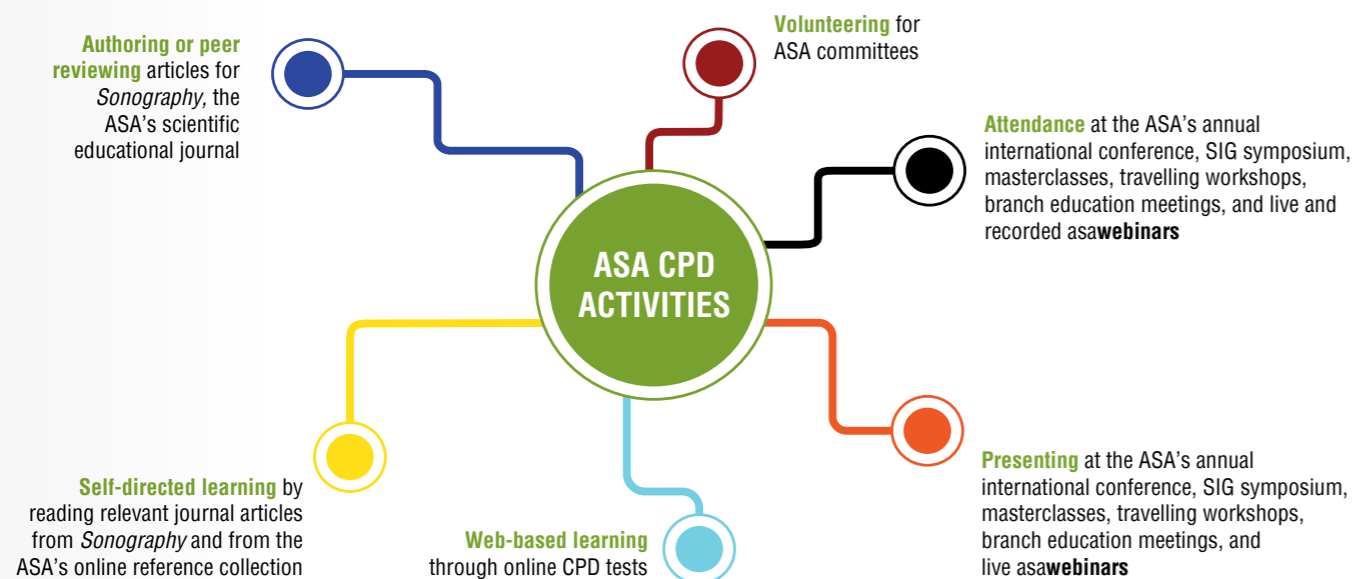 Authoring or peer
reviewing articles for
Sonography, the
ASA's scientific
educational journal
Volunteering for
ASA committees
Attendance at the ASA's annual
international conference, SIG symposium,
masterclasses, travelling workshops,
branch education meetings, and live and
recorded asawebinars
ASA CPD
ACTIVITIES
Self-directed learning by
reading relevant journal articles
from Sonography and from the
ASA's online reference collection
Web-based learning
through online CPD tests
Presenting at the ASA's annual
international conference, SIG symposium,
masterclasses, travelling workshops,
branch education meetings, and
live asawebinars